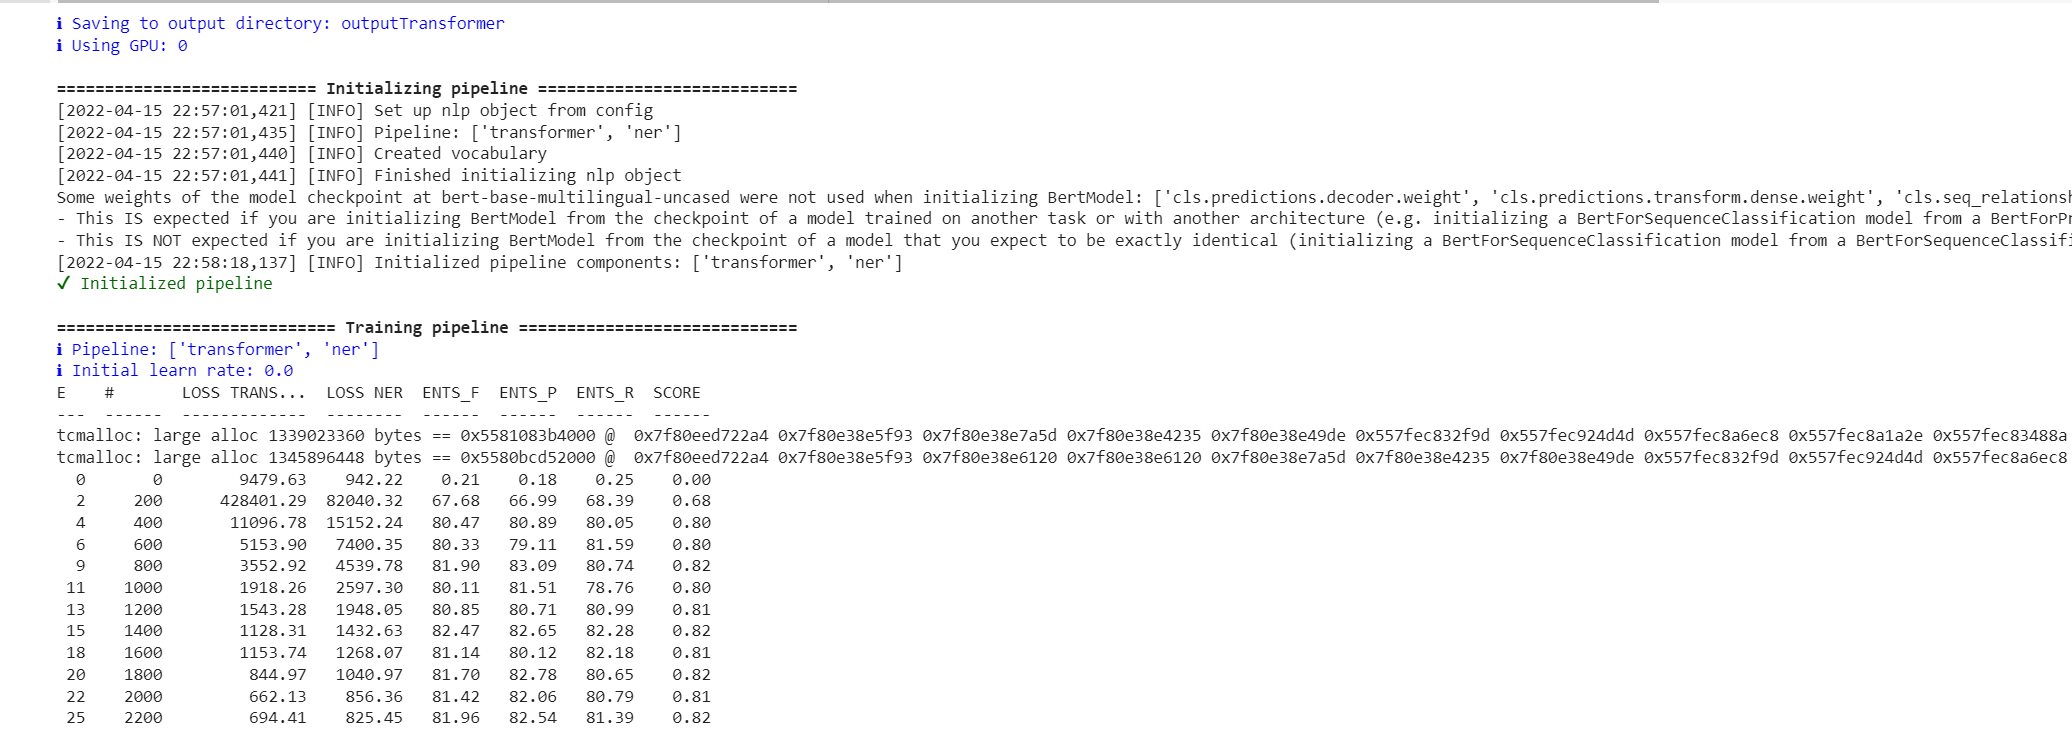 ℹ Saving to output directory: outputTransformer
ℹ Using GPU: 0
=========================== Initializing pipeline ===========================
[2022-04-15 22:57:01,421] [INFO] Set up nlp object from config
[2022-04-15 22:57:01,435] [INFO] Pipeline: ['transformer', 'ner']
[2022-04-15 22:57:01,440] [INFO] Created vocabulary
[2022-04-15 22:57:01,441] [INFO] Finished initializing nlp object
Some weights of the model checkpoint at bert-base-multilingual-uncased were not used when initializing BertModel: ['cls.predictions.decoder.weight', 'cls.predictions.transform.dense.weight', 'cls.seq_relationsh
- This IS expected if you are initializing BertModel from the checkpoint of a model trained on another task or with another architecture (e.g. initializing a BertForSequenceClassification model from a BertForPr
- This IS NOT expected if you are initializing BertModel from the checkpoint of a model that you expect to be exactly identical (initializing a BertForSequenceClassification model from a BertForSequenceClassifi
[2022-04-15 22:58:18,137] [INFO] Initialized pipeline components: ['transformer', 'ner']
✔ Initialized pipeline
============================= Training pipeline =============================
ℹ Pipeline: ['transformer', 'ner']
ℹ Initial learn rate: 0.0
E    #       LOSS TRANS...  LOSS NER  ENTS_F  ENTS_P  ENTS_R  SCORE
---  ------  -------------  --------  ------  ------  ------  ------
tcmalloc: large alloc 1339023360 bytes == 0x5581083b4000 @  0x7f80eed722a4 0x7f80e38e5f93 0x7f80e38e7a5d 0x7f80e38e4235 0x7f80e38e49de 0x557fec832f9d 0x557fec924d4d 0x557fec8a6ec8 0x557fec8a1a2e 0x557fec83488a
tcmalloc: large alloc 1345896448 bytes == 0x5580bcd52000 @  0x7f80eed722a4 0x7f80e38e5f93 0x7f80e38e6120 0x7f80e38e6120 0x7f80e38e7a5d 0x7f80e38e4235 0x7f80e38e49de 0x557fec832f9d 0x557fec924d4d 0x557fec8a6ec8
  0       0        9479.63    942.22    0.21    0.18    0.25    0.00
  2     200      428401.29  82040.32   67.68   66.99   68.39    0.68
  4     400       11096.78  15152.24   80.47   80.89   80.05    0.80
  6     600        5153.90   7400.35   80.33   79.11   81.59    0.80
  9     800        3552.92   4539.78   81.90   83.09   80.74    0.82
 11    1000        1918.26   2597.30   80.11   81.51   78.76    0.80
 13    1200        1543.28   1948.05   80.85   80.71   80.99    0.81
 15    1400        1128.31   1432.63   82.47   82.65   82.28    0.82
 18    1600        1153.74   1268.07   81.14   80.12   82.18    0.81
 20    1800         844.97   1040.97   81.70   82.78   80.65    0.82
 22    2000         662.13    856.36   81.42   82.06   80.79    0.81
 25    2200         694.41    825.45   81.96   82.54   81.39    0.82